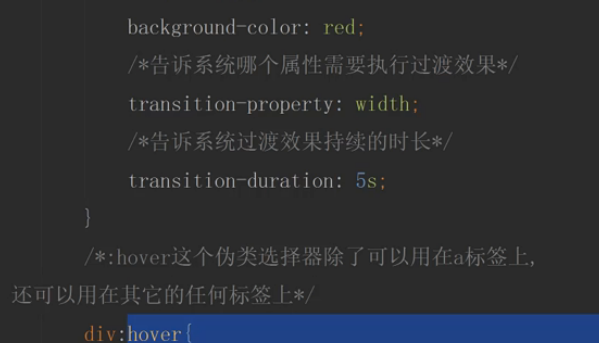 background-color: red;
/*告诉系统哪个属性需要执行过渡效果*/
transition-property: width;
/*告诉系统过渡效果持续的时长*/
transition-duration: 5s;
}
/*:hover这个伪类选择器除了可以用在a标签上,
还可以用在其它的任何标签上*/
div:hover{